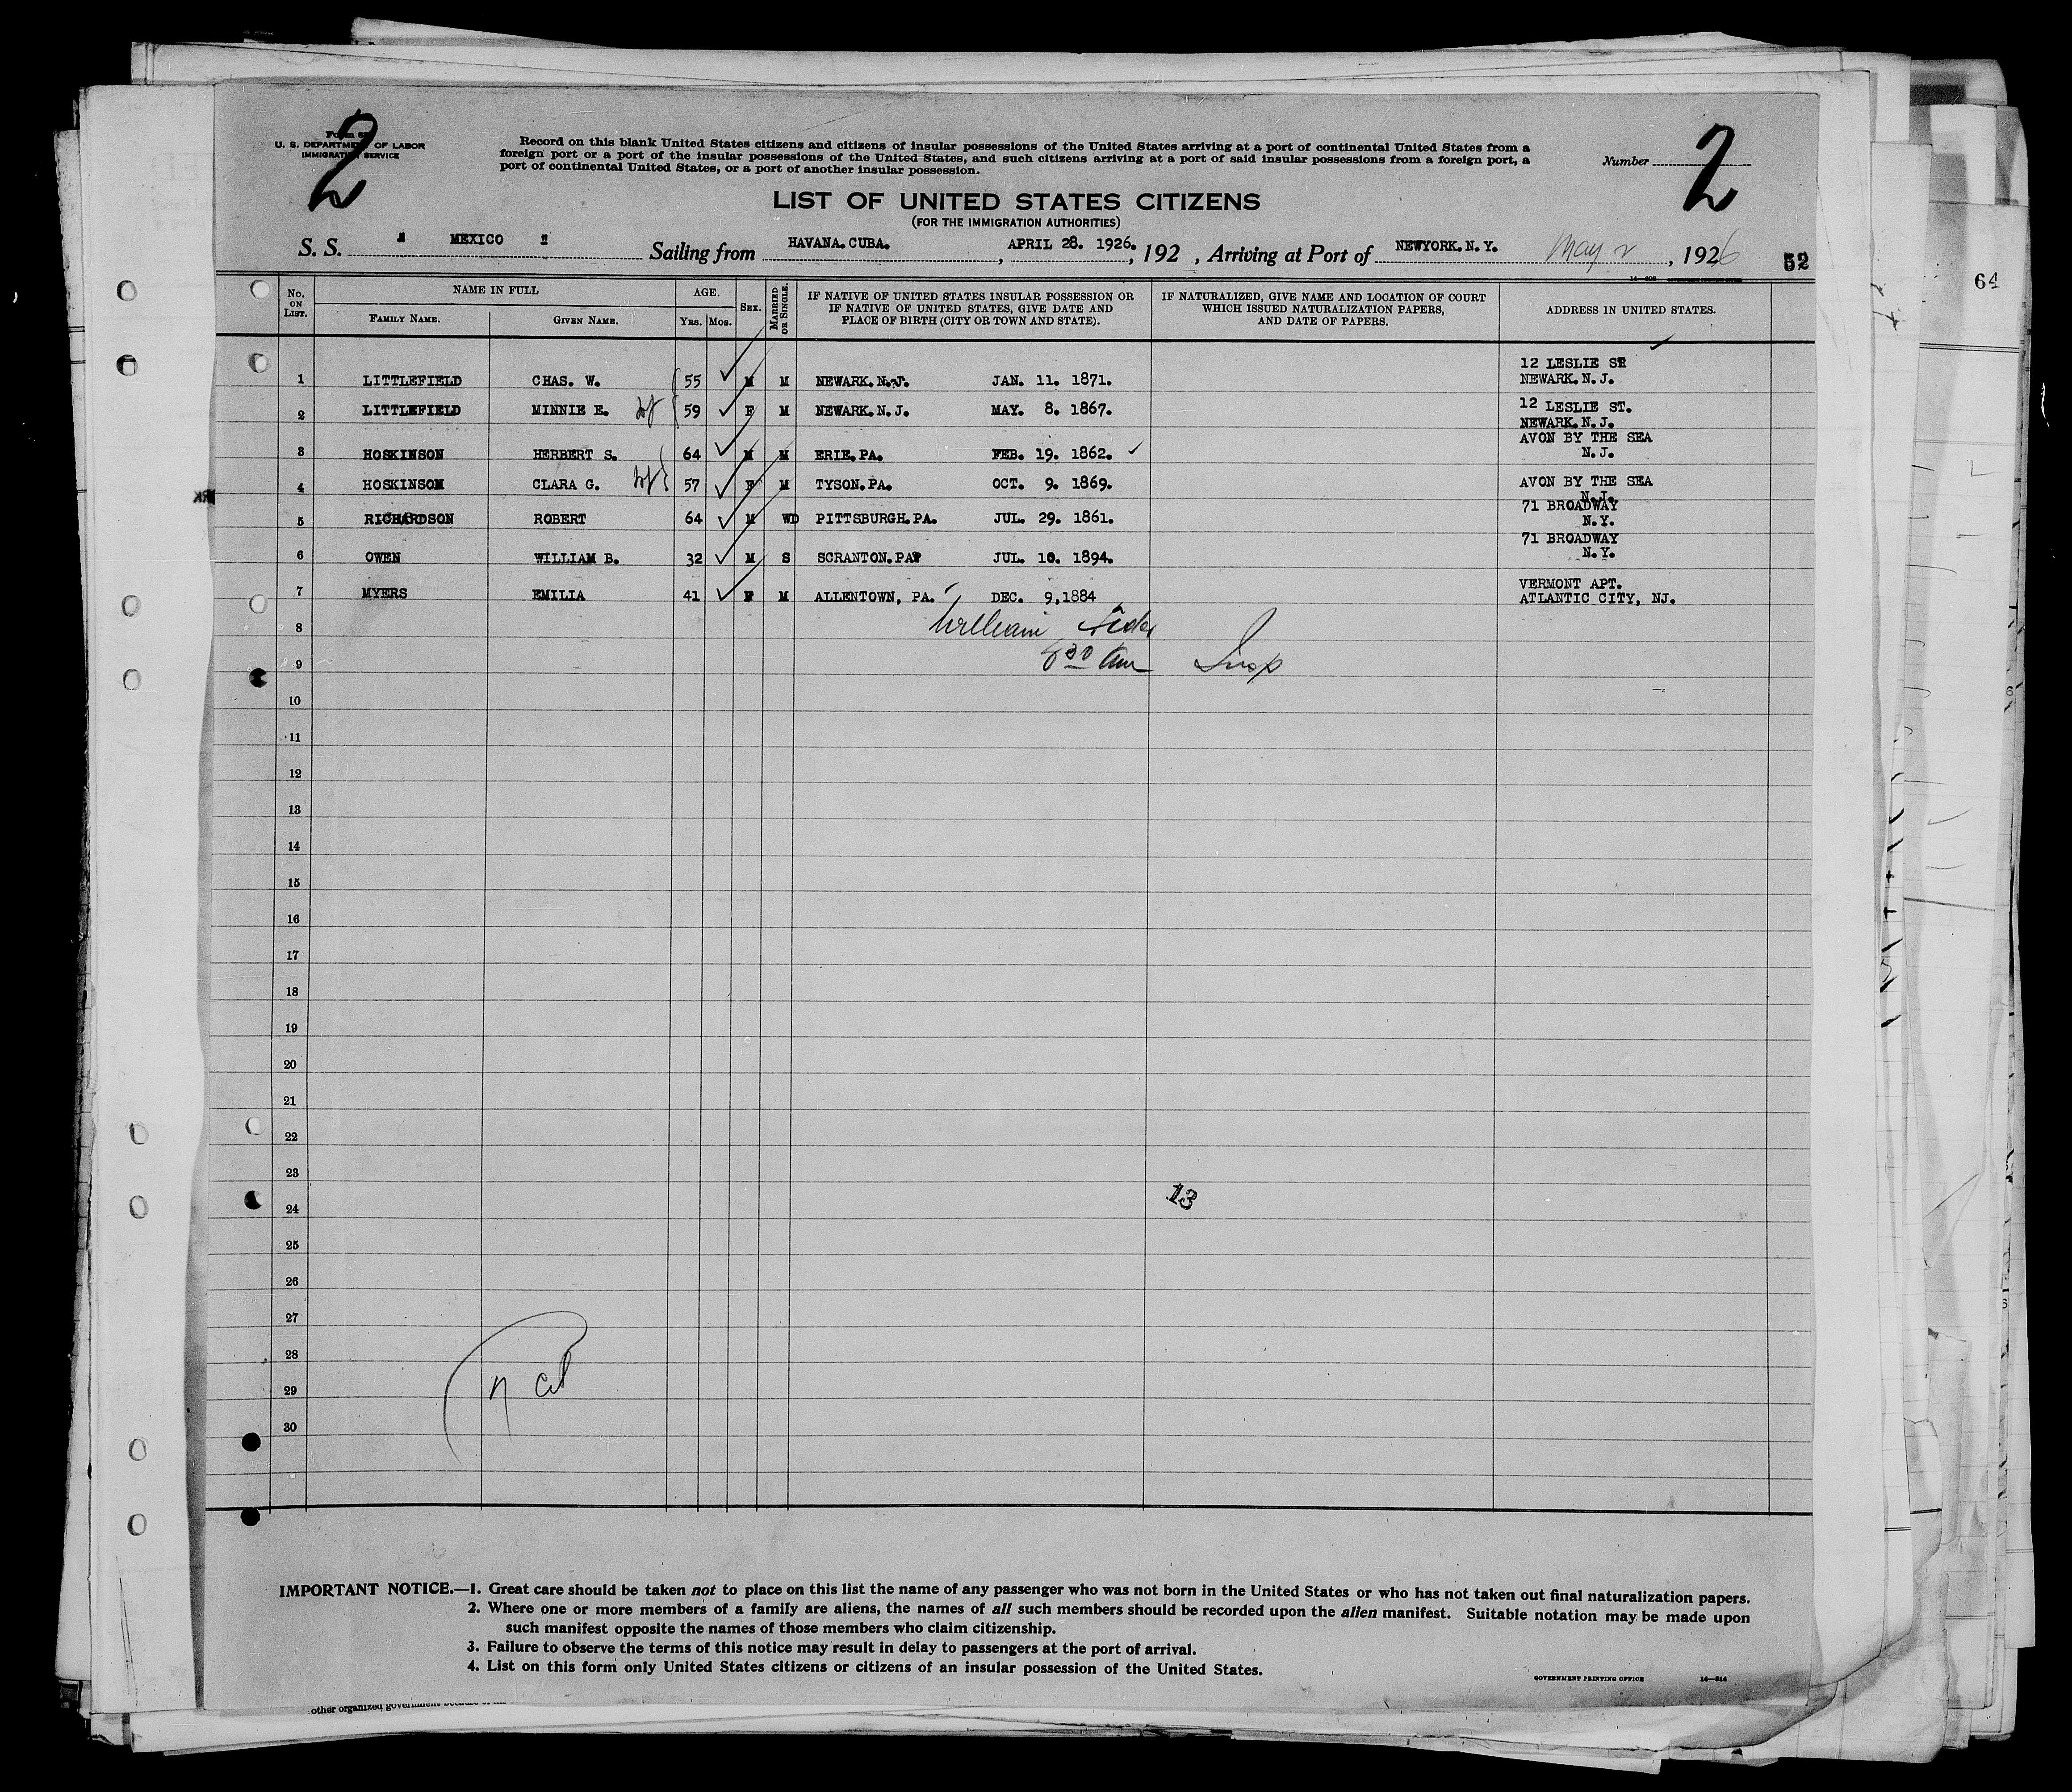 2
2
Form 6
U. S. DEPARTMENT OF LABOR
IMMIGRATION SERVICE
Record on this blank United States citizens and citizens of insular possessions of the United States arriving at a port of continental United States from a
foreign port or a port of the insular possessions of the United States, and such citizens arriving at a port of said insular possessions from a foreign port, a
port of continental United States, or a port of another insular possession.
Number
LIST OF UNITED STATES CITIZENS
(FOR THE IMMIGRATION AUTHORITIES)
S. S. " MEXICO " Sailing from HAVANA.CUBA. , APRIL 28. 1926. , 192 , Arriving at Port of NEWYORK.N.Y. May 2 , 1926
52
64
No. ON LIST. NAME IN FULL AGE. SEX. MARRIED OR SINGLE. IF NATIVE OF UNITED STATES INSULAR POSSESSION OR IF NATIVE OF UNITED STATES, GIVE DATE AND PLACE OF BIRTH (CITY OR TOWN AND STATE). IF NATURALIZED, GIVE NAME AND LOCATION OF COURT WHICH ISSUED NATURALIZATION PAPERS, AND DATE OF PAPERS. ADDRESS IN UNITED STATES.
FAMILY NAME. GIVEN NAME. YRS. MOS.
1 LITTLEFIELD CHAS. W. 55 M M NEWARK.N.J. JAN. 11. 1871. 12 LESLIE ST NEWARK.N.J.
2 LITTLEFIELD MINNIE E. wf 59 F M NEWARK.N.J. MAY. 8. 1867. 12 LESLIE ST. NEWARK.N.J.
3 HOSKINSON HERBERT S. 64 M M ERIE.PA. FEB. 19. 1862. AVON BY THE SEA N.J.
4 HOSKINSON CLARA G. wf 57 F M TYSON.PA. OCT. 9. 1869. AVON BY THE SEA N.J.
5 RICHARDSON ROBERT 64 M WD PITTSBURGH.PA. JUL. 29. 1861. 71 BROADWAY N.Y.
6 OWEN WILLIAM B. 32 M S SCRANTON.PA JUL. 10. 1894. 71 BROADWAY N.Y.
7 MYERS EMILIA 41 F M ALLENTOWN, PA. DEC. 9,1884 VERMONT APT. ATLANTIC CITY, NJ.
8 William
9 8 30 am Insp
10
11
12
13
14
15
16
17
18
19
20
21
22
23
13
24
25
26
27
28
29
30
IMPORTANT NOTICE.—1. Great care should be taken not to place on this list the name of any passenger who was not born in the United States or who has not taken out final naturalization papers.
2. Where one or more members of a family are aliens, the names of all such members should be recorded upon the alien manifest. Suitable notation may be made upon
such manifest opposite the names of those members who claim citizenship.
3. Failure to observe the terms of this notice may result in delay to passengers at the port of arrival.
4. List on this form only United States citizens or citizens of an insular possession of the United States.
GOVERNMENT PRINTING OFFICE
other organized government because of